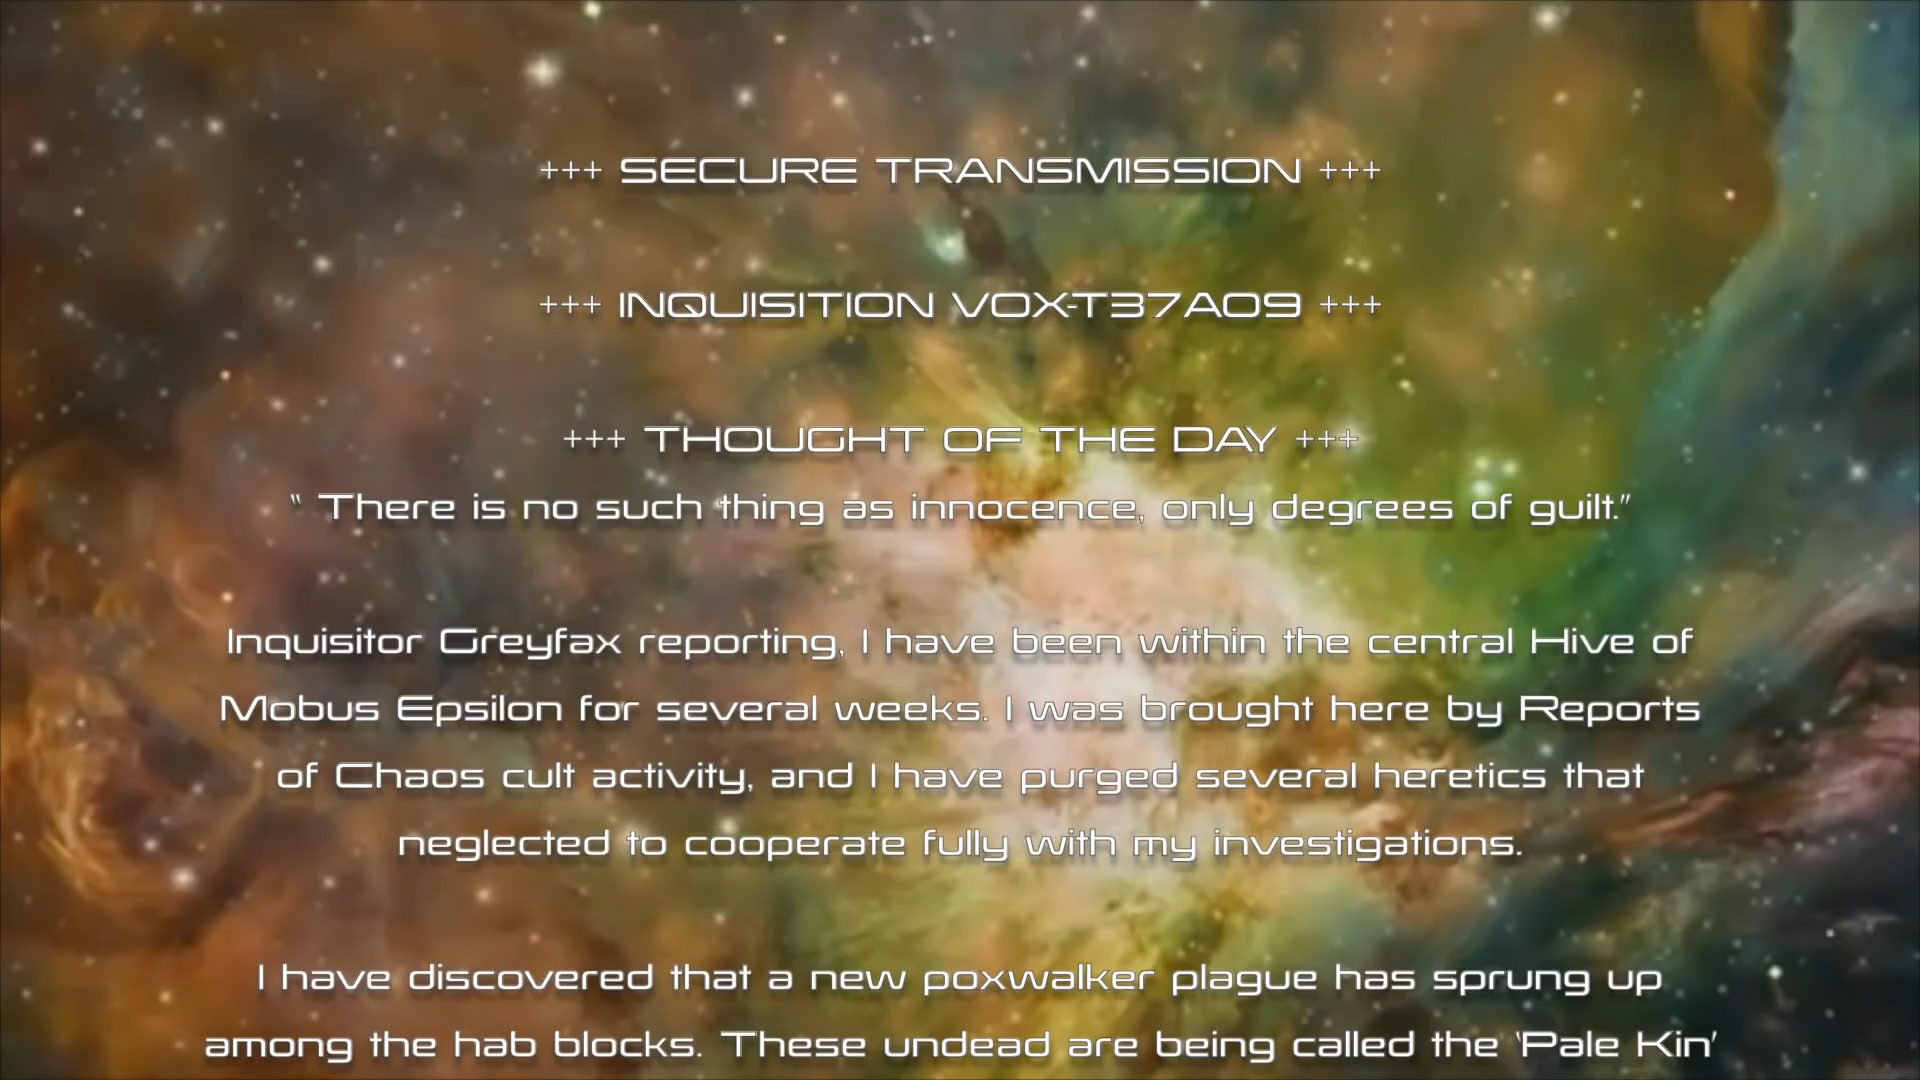 +++ SECURE TRANSMISSION +++
+++ INQUISITION VOX-T37A09 +++
+++ THOUGHT OF THE DAY +++
“ There is no such thing as innocence, only degrees of guilt.”
Inquisitor Greyfax reporting, I have been within the central Hive of
Mobus Epsilon for several weeks. I was brought here by Reports
of Chaos cult activity, and I have purged several heretics that
neglected to cooperate fully with my investigations.
I have discovered that a new poxwalker plague has sprung up
among the hab blocks. These undead are being called the ‘Pale Kin’